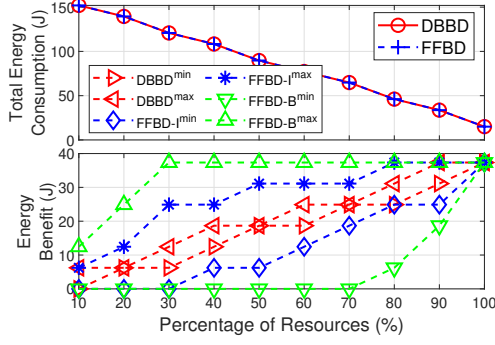 Total Energy
Consumption (J)
150
100
50
0
DBBD
FFBD
DBBD^min
DBBD^max
FFBD-I^min
FFBD-I^max
FFBD-B^min
FFBD-B^max
Energy
Benefit (J)
40
30
20
10
0
10 20 30 40 50 60 70 80 90 100
Percentage of Resources (%)